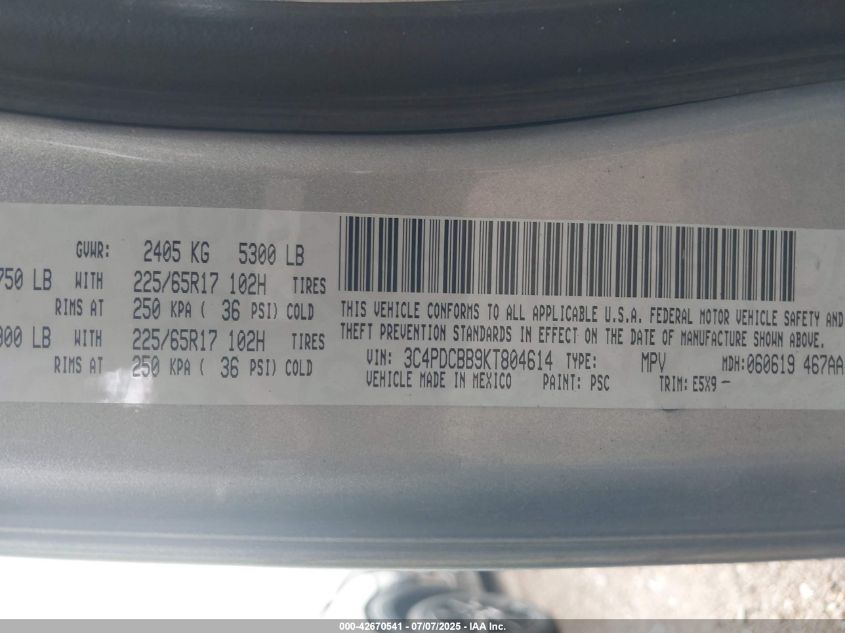 GVWR: 2405 KG 5300 LB
750 LB WITH 225/65R17 102H TIRES
RIMS AT 250 KPA ( 36 PSI) COLD
900 LB WITH 225/65R17 102H TIRES
RIMS AT 250 KPA ( 36 PSI) COLD
THIS VEHICLE CONFORMS TO ALL APPLICABLE U.S.A. FEDERAL MOTOR VEHICLE SAFETY AND
THEFT PREVENTION STANDARDS IN EFFECT ON THE DATE OF MANUFACTURE SHOWN ABOVE.
VIN: 3C4PDCBB9KT804614 TYPE: MPV MDH:060619 467AA
VEHICLE MADE IN MEXICO PAINT: PSC TRIM: E5X9 -
000-42670541 - 07/07/2025 - IAA Inc.